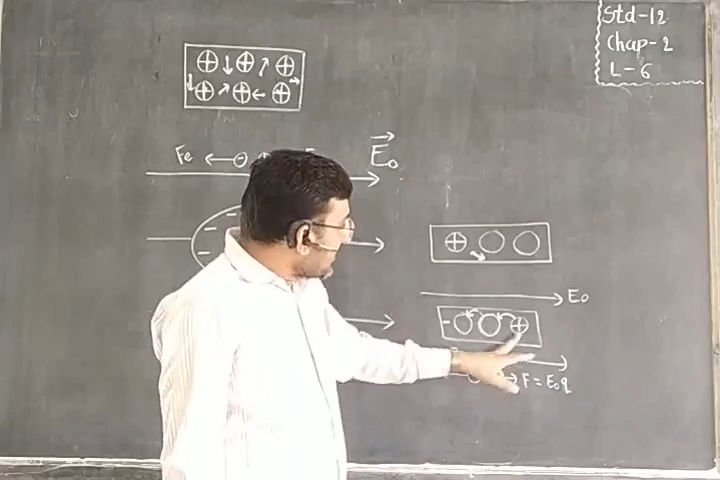 Std-12
Chap-2
L-6
Fe
E₀
E₀
F = E₀q